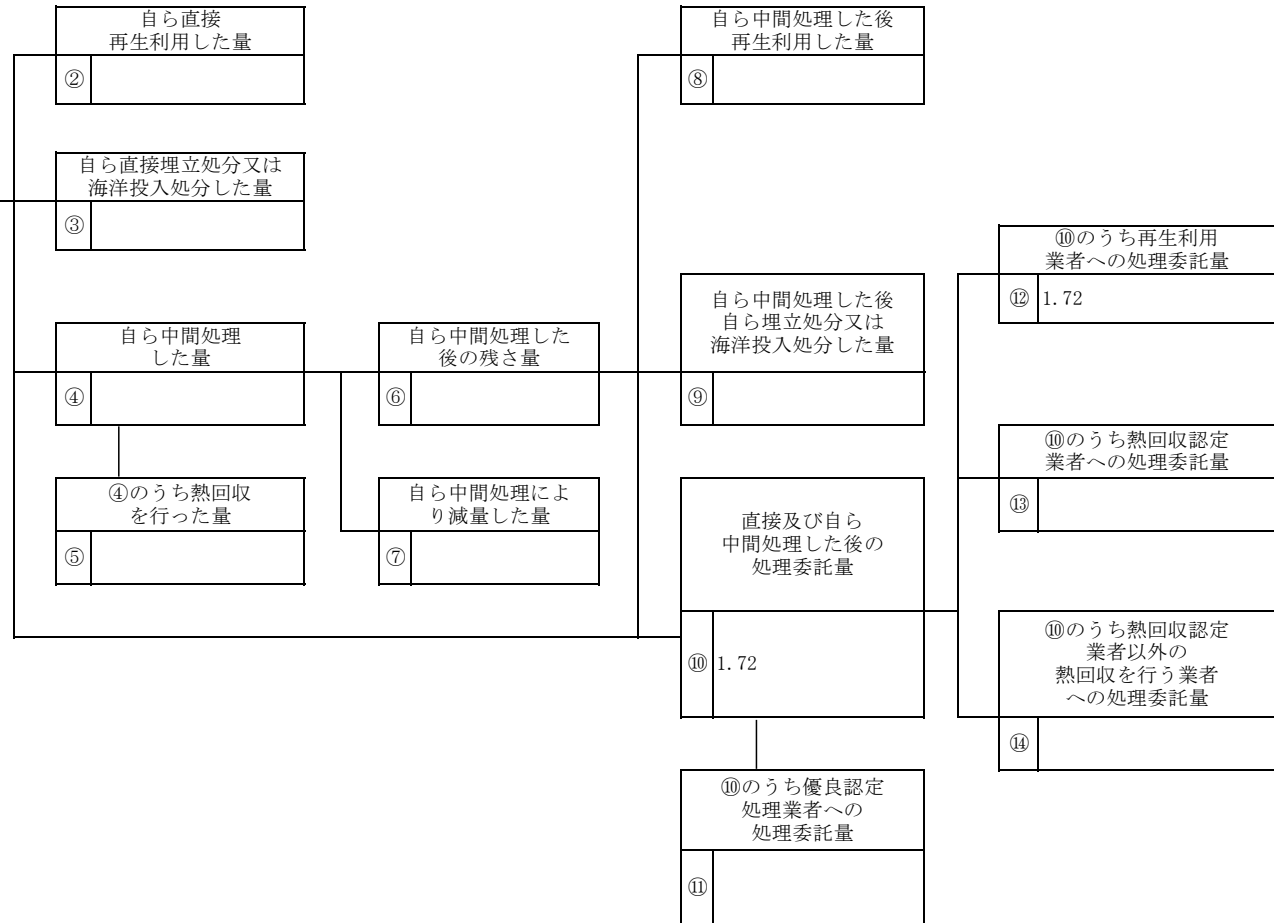 自ら直接
再生利用した量
②
自ら直接埋立処分又は
海洋投入処分した量
③
自ら中間処理
した量
④
④のうち熱回収
を行った量
⑤
自ら中間処理した
後の残さ量
⑥
自ら中間処理によ
り減量した量
⑦
自ら中間処理した後
再生利用した量
⑧
自ら中間処理した後
自ら埋立処分又は
海洋投入処分した量
⑨
直接及び自ら
中間処理した後の
処理委託量
⑩ 1.72
⑩のうち優良認定
処理業者への
処理委託量
⑪
⑩のうち再生利用
業者への処理委託量
⑫ 1.72
⑩のうち熱回収認定
業者への処理委託量
⑬
⑩のうち熱回収認定
業者以外の
熱回収を行う業者
への処理委託量
⑭